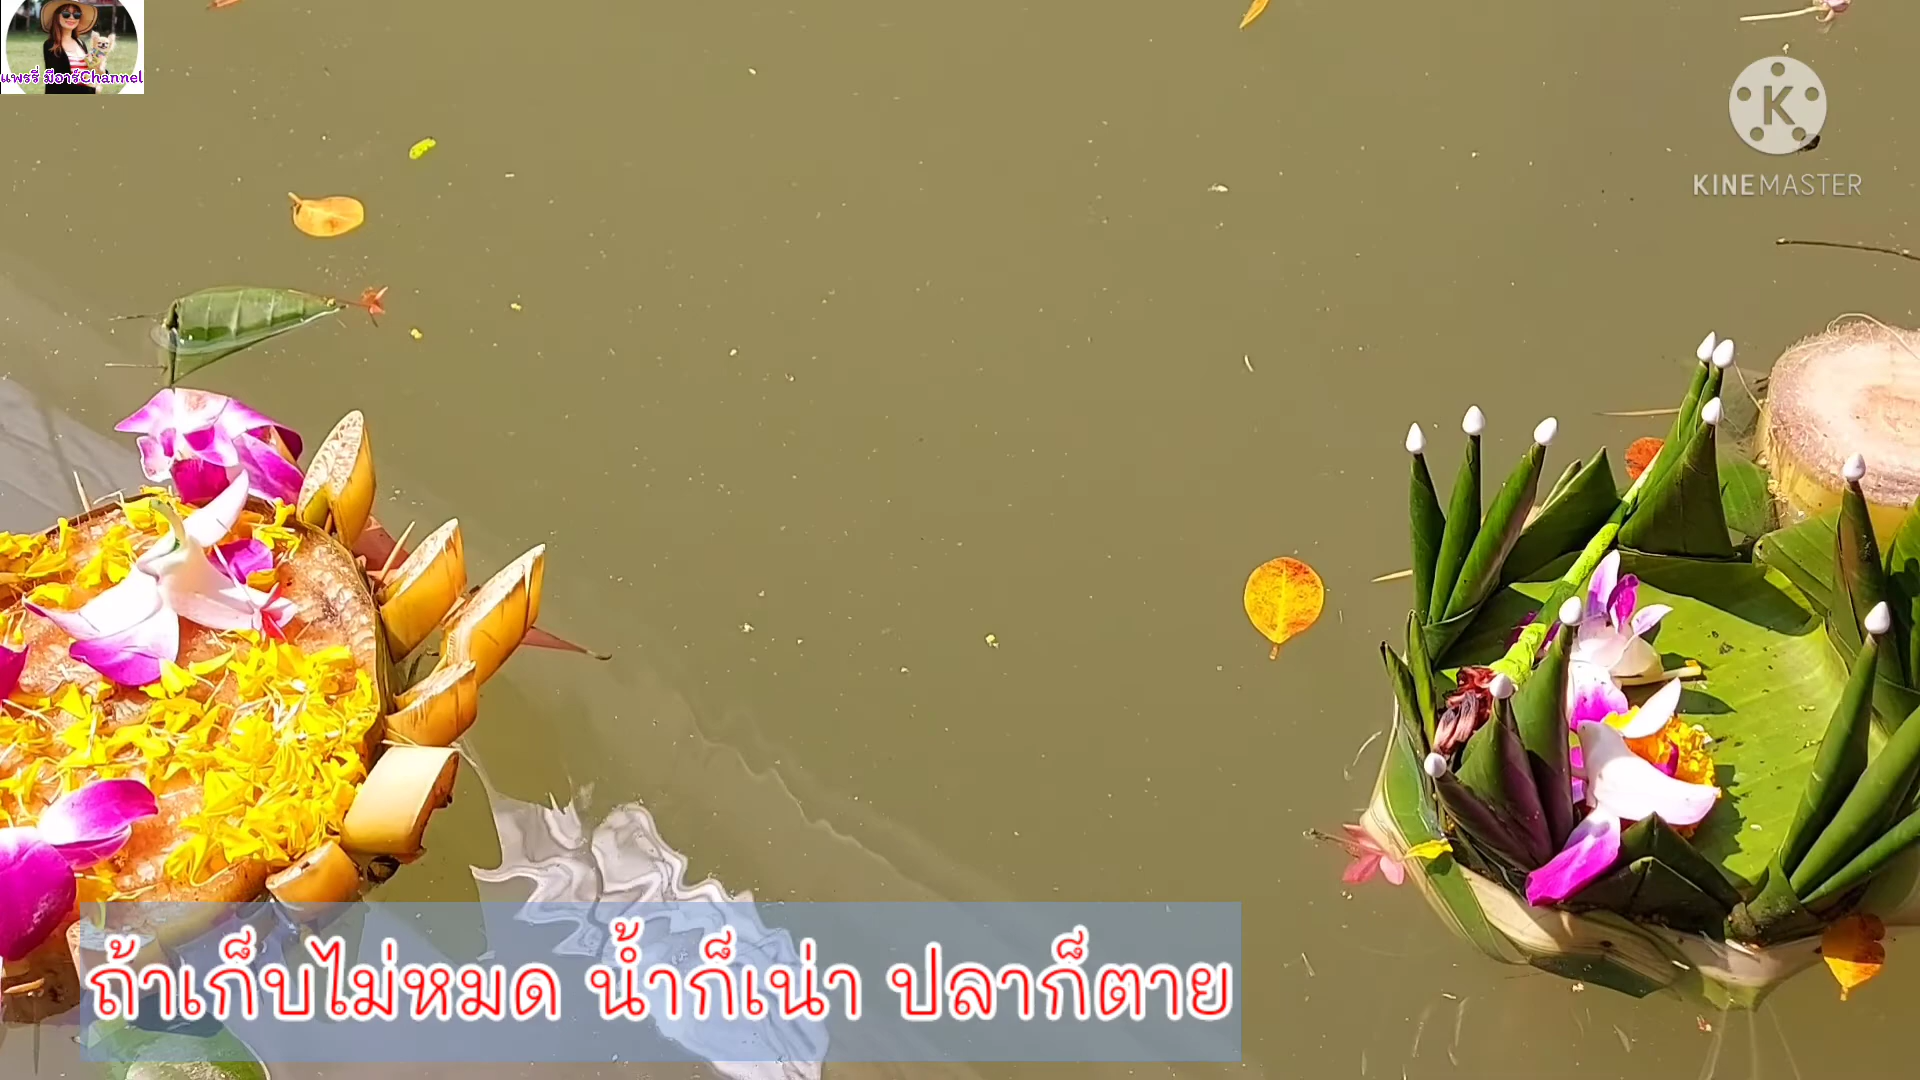 แพรรี่ มีอาร์Channel
K
KINEMASTER
ถ้าเก็บไม่หมด น้ำก็เน่า ปลาก็ตาย